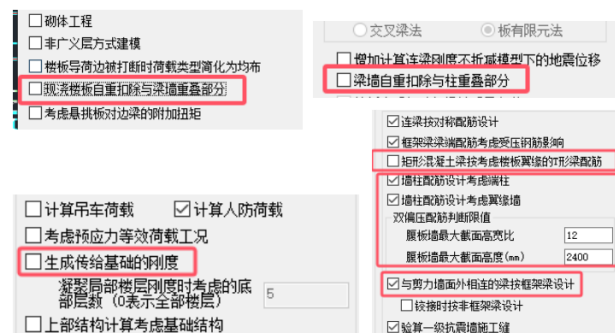 砌体工程
非广义层方式建模
楼板导荷边被打断时荷载类型简化为均布
现浇楼板自重扣除与梁墙重叠部分
考虑悬挑板对边梁的附加扭矩
交叉梁法 板有限元法
增加计算连梁刚度不折减模型下的地震位移
梁墙自重扣除与柱重叠部分
连梁按对称配筋设计
框架梁梁端配筋考虑受压钢筋影响
矩形混凝土梁按考虑楼板翼缘的T形梁配筋
墙柱配筋设计考虑端柱
墙柱配筋设计考虑翼缘墙
双偏压配筋判断限值
腹板墙最大截面高宽比 12
腹板墙最大截面高度(mm) 2400
与剪力墙面外相连的梁按框架梁设计
铰接时按非框架梁设计
验算一级抗震墙施工缝
计算吊车荷载 计算人防荷载
考虑预应力等效荷载工况
生成传给基础的刚度
凝聚局部楼层刚度时考虑的底
部层数(0表示全部楼层) 5
上部结构计算考虑基础结构